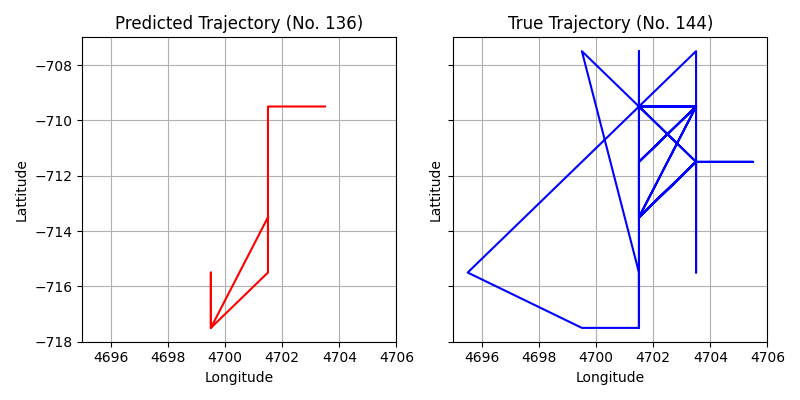 Predicted Trajectory (No. 136)
True Trajectory (No. 144)
Lattitude
−708
−710
−712
−714
−716
−718
4696 4698 4700 4702 4704 4706
Longitude
Lattitude
4696 4698 4700 4702 4704 4706
Longitude